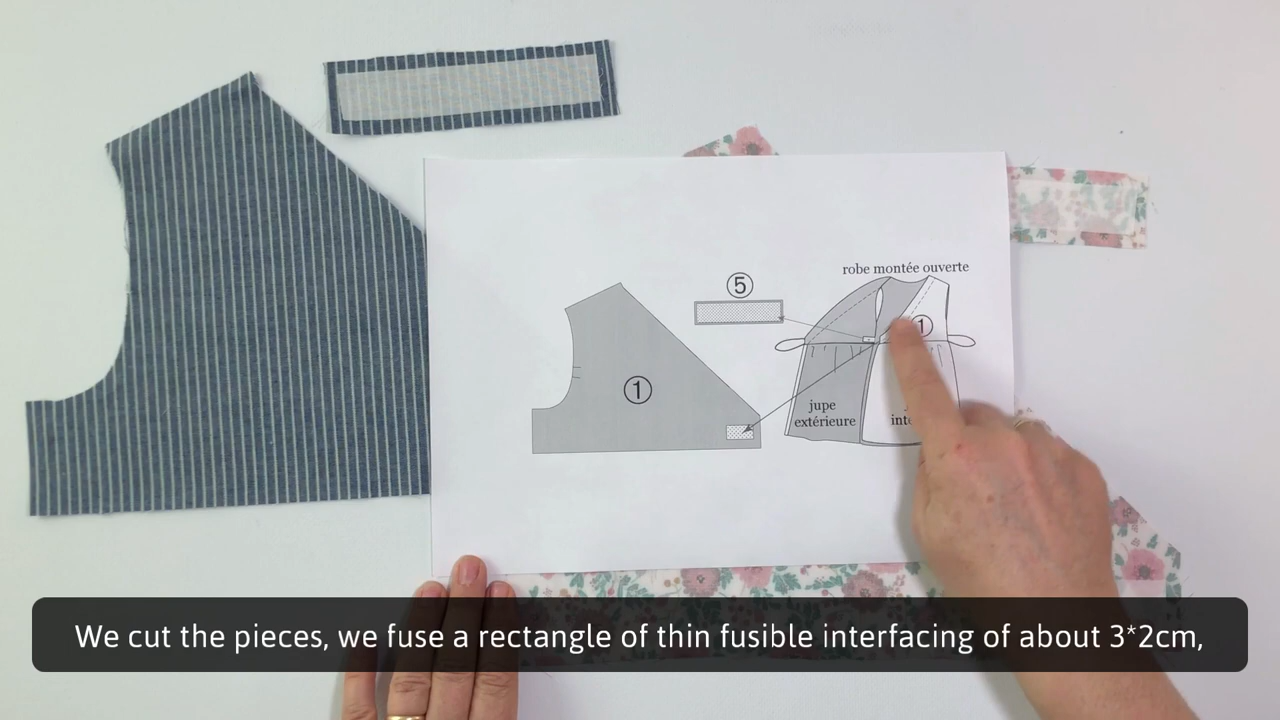 robe montée ouverte
⑤
①
①
jupe
extérieure
We cut the pieces, we fuse a rectangle of thin fusible interfacing of about 3*2cm,